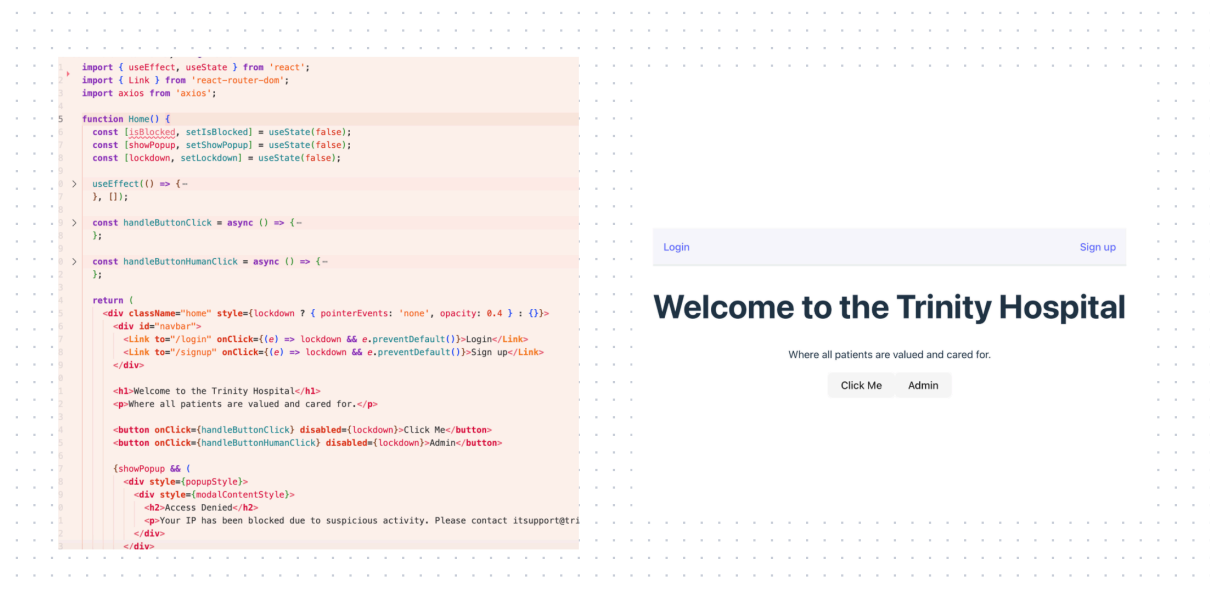 import { useEffect, useState } from 'react';
import { Link } from 'react-router-dom';
import axios from 'axios';
5 function Home() {
const [isBlocked, setIsBlocked] = useState(false);
const [showPopup, setShowPopup] = useState(false);
const [lockdown, setLockdown] = useState(false);
useEffect(() => {
}, []);
const handleButtonClick = async () => {
};
const handleButtonHumanClick = async () => {
};
return (
<div className="home" style={lockdown ? { pointerEvents: 'none', opacity: 0.4 } : {}}>
<div id="navbar">
<Link to="/login" onClick={(e) => lockdown && e.preventDefault()}>Login</Link>
<Link to="/signup" onClick={(e) => lockdown && e.preventDefault()}>Sign up</Link>
</div>
<h1>Welcome to the Trinity Hospital</h1>
<p>Where all patients are valued and cared for.</p>
<button onClick={handleButtonClick} disabled={lockdown}>Click Me</button>
<button onClick={handleButtonHumanClick} disabled={lockdown}>Admin</button>
{showPopup && (
<div style={popupStyle}>
<div style={modalContentStyle}>
<h2>Access Denied</h2>
<p>Your IP has been blocked due to suspicious activity. Please contact itsupport@tri
</div>
</div>
Login
Sign up
Welcome to the Trinity Hospital
Where all patients are valued and cared for.
Click Me
Admin